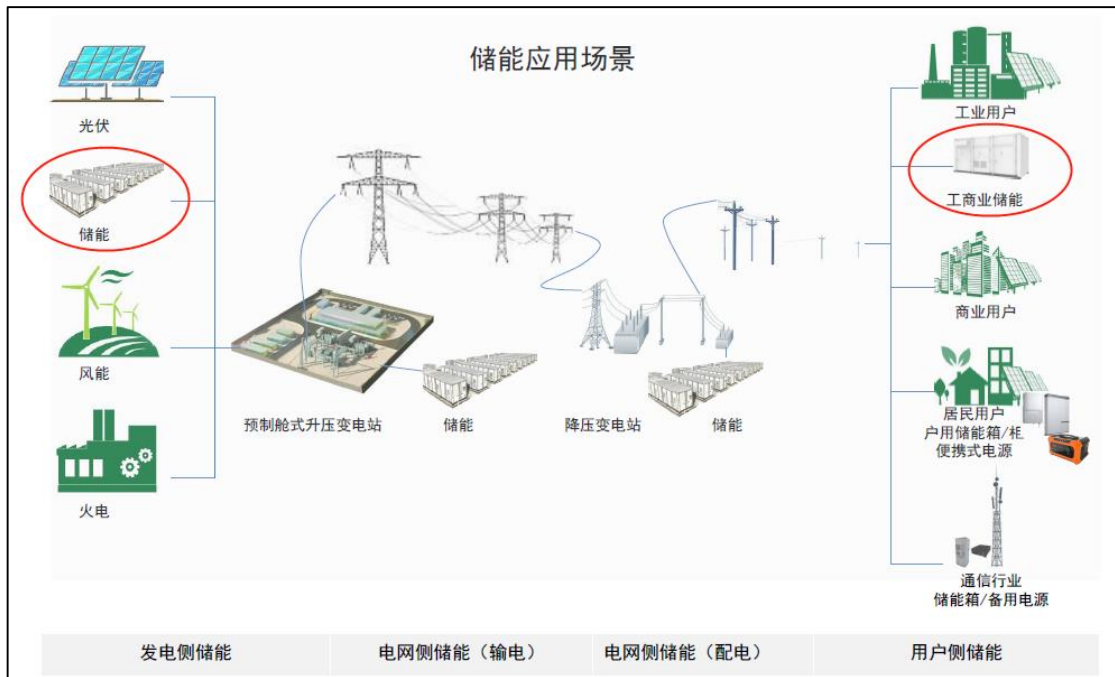 储能应用场景
光伏
储能
风能
火电
预制舱式升压变电站
储能
降压变电站
储能
工业用户
工商业储能
商业用户
居民用户
户用储能箱/柜
便携式电源
通信行业
储能箱/备用电源
发电侧储能
电网侧储能（输电）
电网侧储能（配电）
用户侧储能